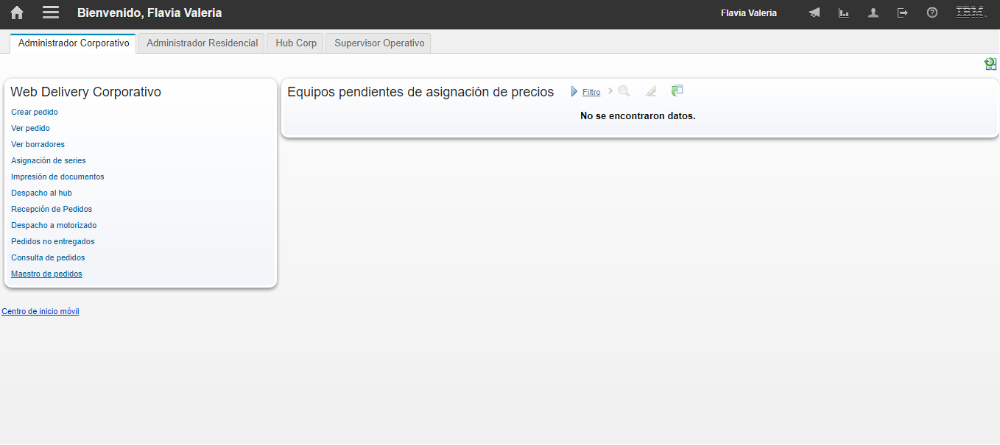 Bienvenido, Flavia Valeria
Flavia Valeria
IBM.
Administrador Corporativo
Administrador Residencial
Hub Corp
Supervisor Operativo
Web Delivery Corporativo
Crear pedido
Ver pedido
Ver borradores
Asignación de series
Impresión de documentos
Despacho al hub
Recepción de Pedidos
Despacho a motorizado
Pedidos no entregados
Consulta de pedidos
Maestro de pedidos
Equipos pendientes de asignación de precios
Filtro
No se encontraron datos.
Centro de inicio móvil